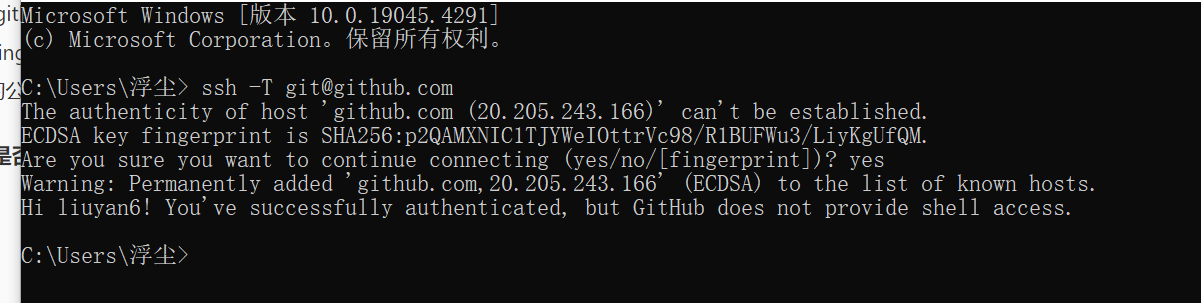 Microsoft Windows [版本 10.0.19045.4291]
(c) Microsoft Corporation。保留所有权利。
C:\Users\浮尘> ssh -T git@github.com
The authenticity of host 'github.com (20.205.243.166)' can't be established.
ECDSA key fingerprint is SHA256:p2QAMXNIC1TJYWeIOttrVc98/R1BUFWu3/LiyKgUfQM.
Are you sure you want to continue connecting (yes/no/[fingerprint])? yes
Warning: Permanently added 'github.com,20.205.243.166' (ECDSA) to the list of known hosts.
Hi liuyan6! You've successfully authenticated, but GitHub does not provide shell access.
C:\Users\浮尘>